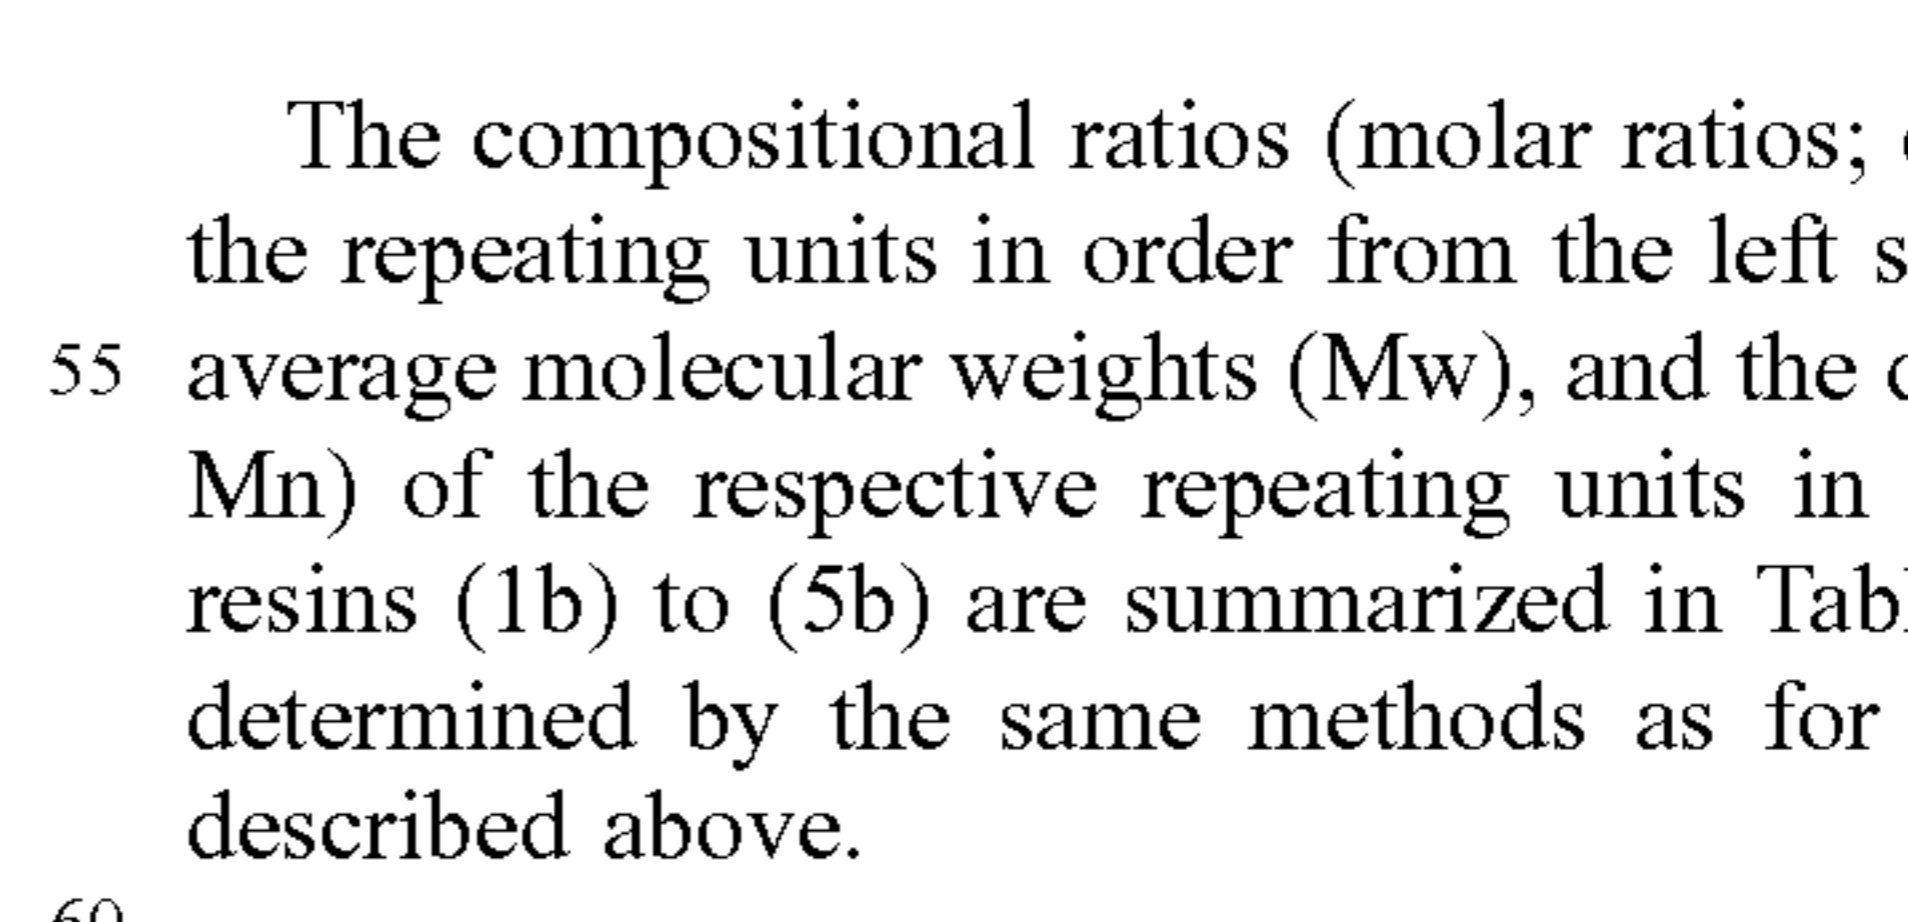 The compositional ratios (molar ratios;
the repeating units in order from the left
55 average molecular weights (Mw), and the
Mn) of the respective repeating units in
resins (1b) to (5b) are summarized in
determined by the same methods as for
described above.
60